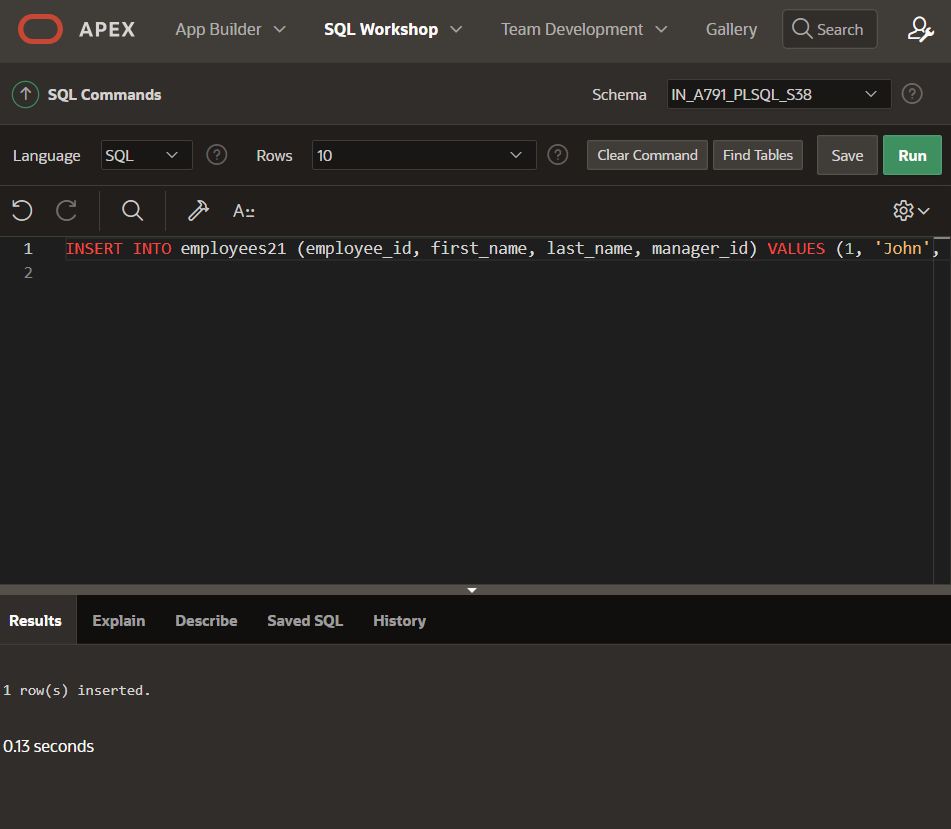 APEX App Builder SQL Workshop Team Development Gallery Search
SQL Commands Schema IN_A791_PLSQL_S38 ?
Language SQL ? Rows 10 ? Clear Command Find Tables Save Run
A::
1 INSERT INTO employees21 (employee_id, first_name, last_name, manager_id) VALUES (1, 'John',
2
Results Explain Describe Saved SQL History
1 row(s) inserted.
0.13 seconds